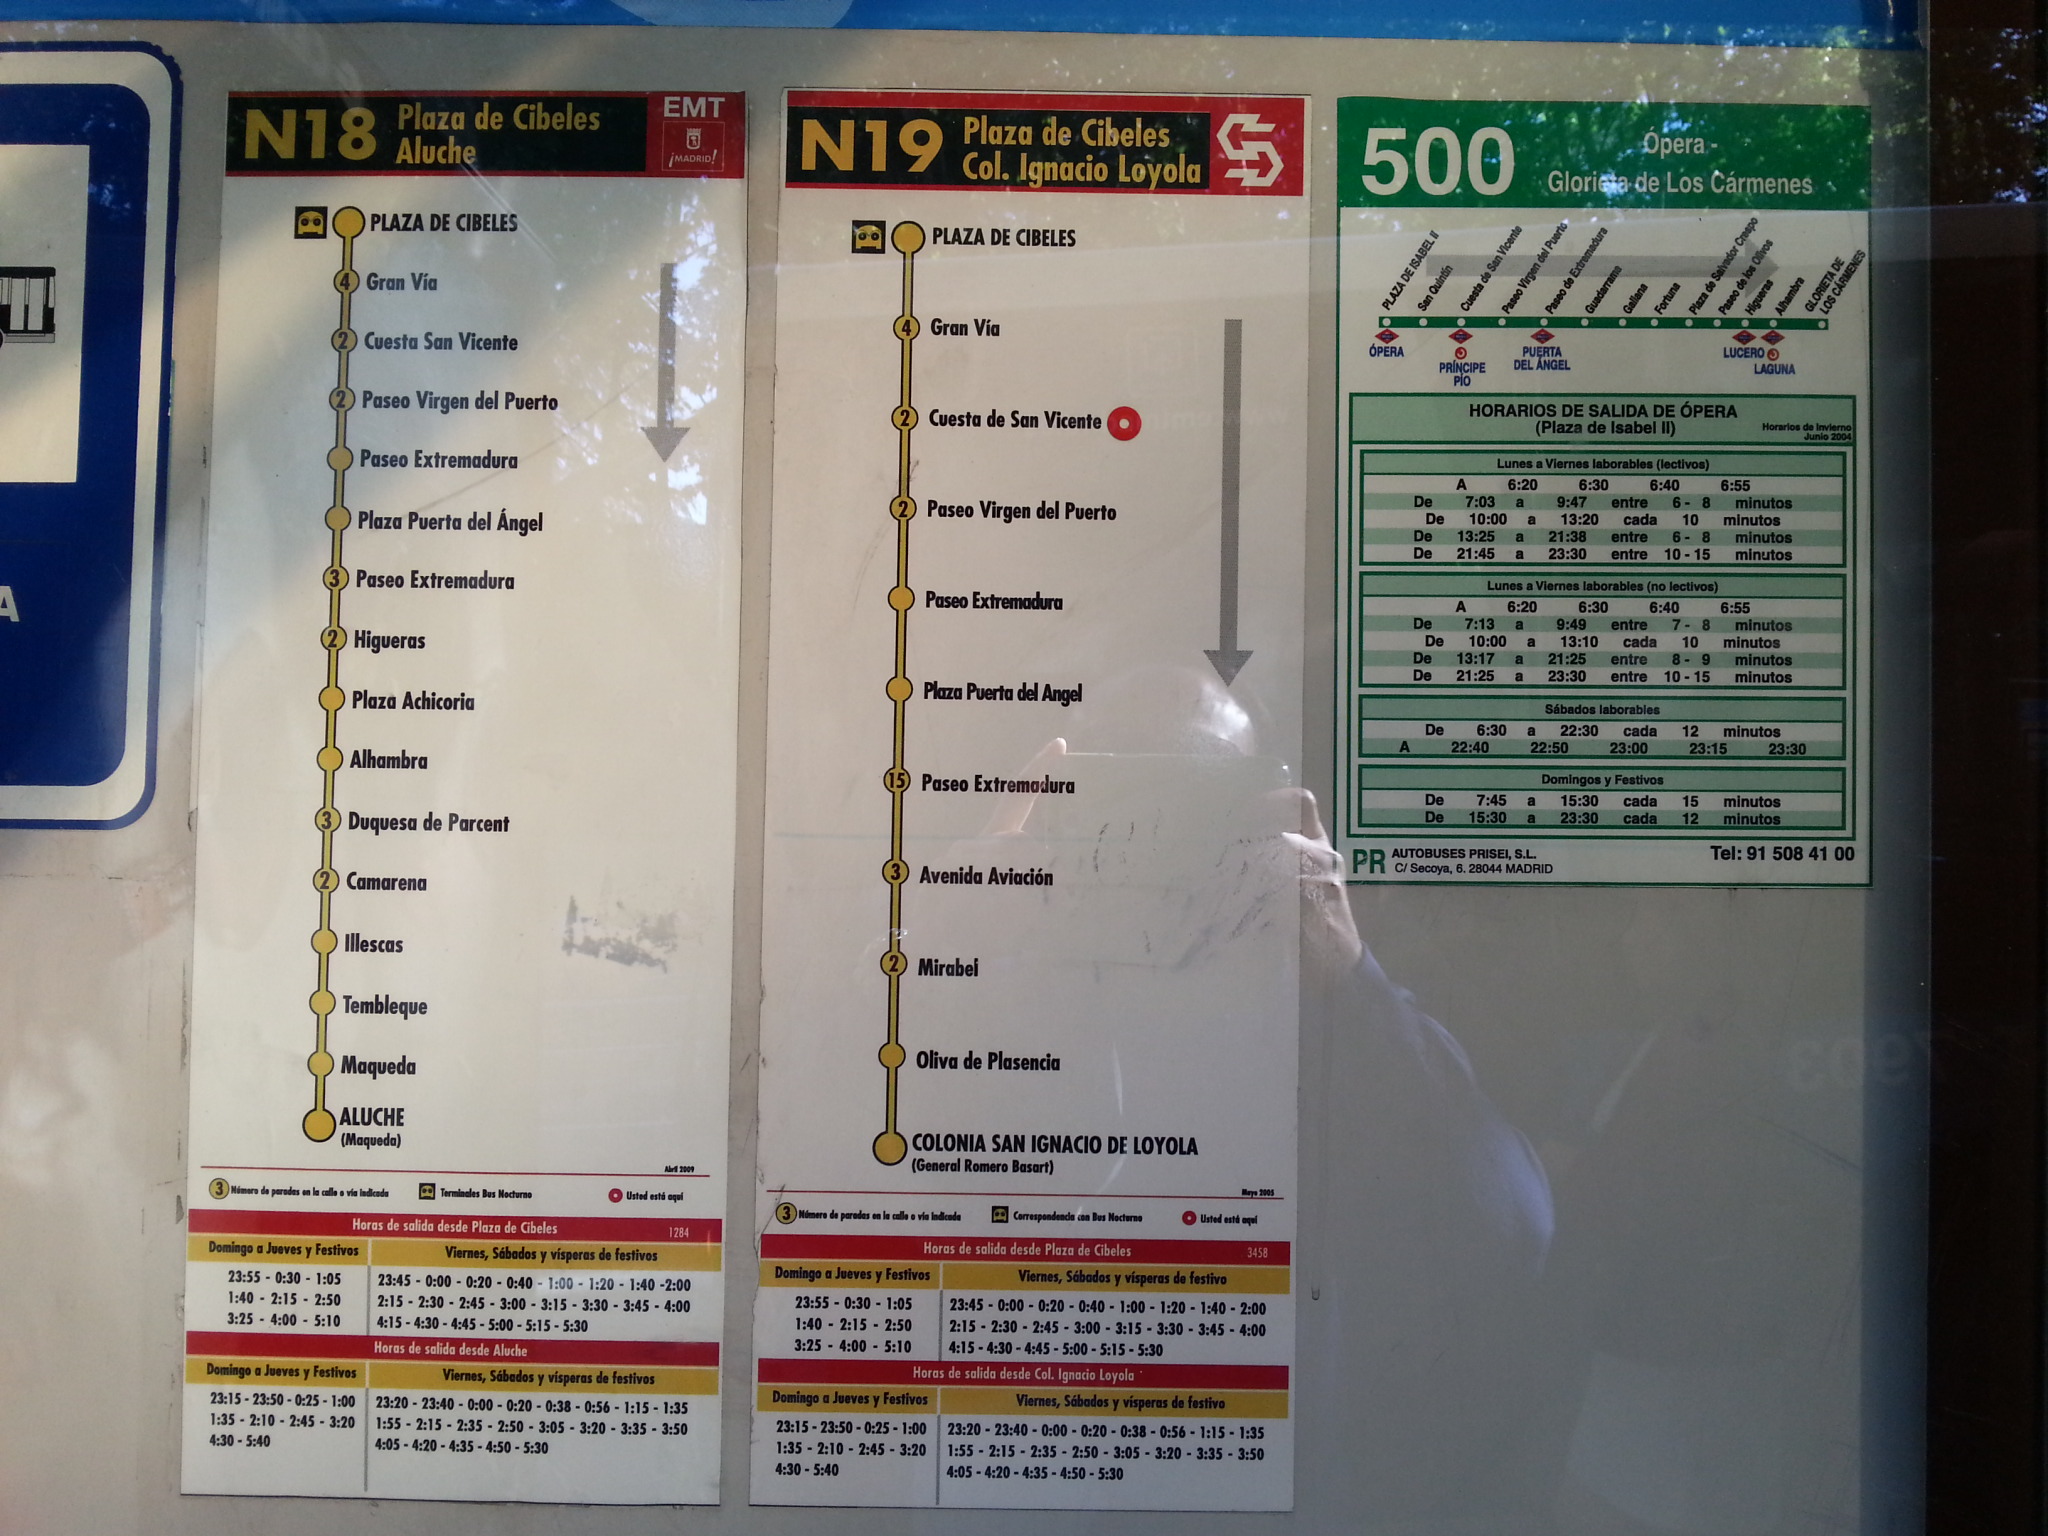 A
N18
Plaza de Cibeles
Aluche
EMT
¡MADRID!
PLAZA DE CIBELES
4 Gran Vía
2 Cuesta San Vicente
2 Paseo Virgen del Puerto
Paseo Extremadura
Plaza Puerta del Ángel
3 Paseo Extremadura
2 Higueras
Plaza Achicoria
Alhambra
3 Duquesa de Parcent
2 Camarena
Illescas
Tembleque
Maqueda
ALUCHE
(Maqueda)
Abril 2009
3 Número de paradas en la calle o vía indicada Terminales Bus Nocturno Usted está aquí
Horas de salida desde Plaza de Cibeles 1284
Domingo a Jueves y Festivos Viernes, Sábados y vísperas de festivos
23:55 - 0:30 - 1:05 23:45 - 0:00 - 0:20 - 0:40 - 1:00 - 1:20 - 1:40 -2:00
1:40 - 2:15 - 2:50 2:15 - 2:30 - 2:45 - 3:00 - 3:15 - 3:30 - 3:45 - 4:00
3:25 - 4:00 - 5:10 4:15 - 4:30 - 4:45 - 5:00 - 5:15 - 5:30
Horas de salida desde Aluche
Domingo a Jueves y Festivos Viernes, Sábados y vísperas de festivos
23:15 - 23:50 - 0:25 - 1:00 23:20 - 23:40 - 0:00 - 0:20 - 0:38 - 0:56 - 1:15 - 1:35
1:35 - 2:10 - 2:45 - 3:20 1:55 - 2:15 - 2:35 - 2:50 - 3:05 - 3:20 - 3:35 - 3:50
4:30 - 5:40 4:05 - 4:20 - 4:35 - 4:50 - 5:30
N19
Plaza de Cibeles
Col. Ignacio Loyola
PLAZA DE CIBELES
4 Gran Vía
2 Cuesta de San Vicente
2 Paseo Virgen del Puerto
Paseo Extremadura
Plaza Puerta del Angel
15 Paseo Extremadura
3 Avenida Aviación
2 Mirabel
Oliva de Plasencia
COLONIA SAN IGNACIO DE LOYOLA
(General Romero Basart)
Mayo 2005
3 Número de paradas en la calle o vía indicada Correspondencia con Bus Nocturno Usted está aquí
Horas de salida desde Plaza de Cibeles 3458
Domingo a Jueves y Festivos Viernes, Sábados y vísperas de festivo
23:55 - 0:30 - 1:05 23:45 - 0:00 - 0:20 - 0:40 - 1:00 - 1:20 - 1:40 - 2:00
1:40 - 2:15 - 2:50 2:15 - 2:30 - 2:45 - 3:00 - 3:15 - 3:30 - 3:45 - 4:00
3:25 - 4:00 - 5:10 4:15 - 4:30 - 4:45 - 5:00 - 5:15 - 5:30
Horas de salida desde Col. Ignacio Loyola
Domingo a Jueves y Festivos Viernes, Sábados y vísperas de festivo
23:15 - 23:50 - 0:25 - 1:00 23:20 - 23:40 - 0:00 - 0:20 - 0:38 - 0:56 - 1:15 - 1:35
1:35 - 2:10 - 2:45 - 3:20 1:55 - 2:15 - 2:35 - 2:50 - 3:05 - 3:20 - 3:35 - 3:50
4:30 - 5:40 4:05 - 4:20 - 4:35 - 4:50 - 5:30
500
Ópera -
Glorieta de Los Cármenes
PLAZA DE ISABEL II
San Quintín
Cuesta de San Vicente
Paseo Virgen del Puerto
Paseo de Extremadura
Guadarrama
Galiana
Fortuna
Plaza de Salvador Crespo
Paseo de los Olivos
Higueras
Alhambra
GLORIETA DE
LOS CÁRMENES
ÓPERA
PRÍNCIPE
PÍO
PUERTA
DEL ÁNGEL
LUCERO
LAGUNA
HORARIOS DE SALIDA DE ÓPERA
(Plaza de Isabel II)
Horarios de Invierno
Junio 2004
Lunes a Viernes laborables (lectivos)
A 6:20 6:30 6:40 6:55
De 7:03 a 9:47 entre 6 - 8 minutos
De 10:00 a 13:20 cada 10 minutos
De 13:25 a 21:38 entre 6 - 8 minutos
De 21:45 a 23:30 entre 10 - 15 minutos
Lunes a Viernes laborables (no lectivos)
A 6:20 6:30 6:40 6:55
De 7:13 a 9:49 entre 7 - 8 minutos
De 10:00 a 13:10 cada 10 minutos
De 13:17 a 21:25 entre 8 - 9 minutos
De 21:25 a 23:30 entre 10 - 15 minutos
Sábados laborables
De 6:30 a 22:30 cada 12 minutos
A 22:40 22:50 23:00 23:15 23:30
Domingos y Festivos
De 7:45 a 15:30 cada 15 minutos
De 15:30 a 23:30 cada 12 minutos
PR AUTOBUSES PRISEI, S.L.
C/ Secoya, 6. 28044 MADRID
Tel: 91 508 41 00